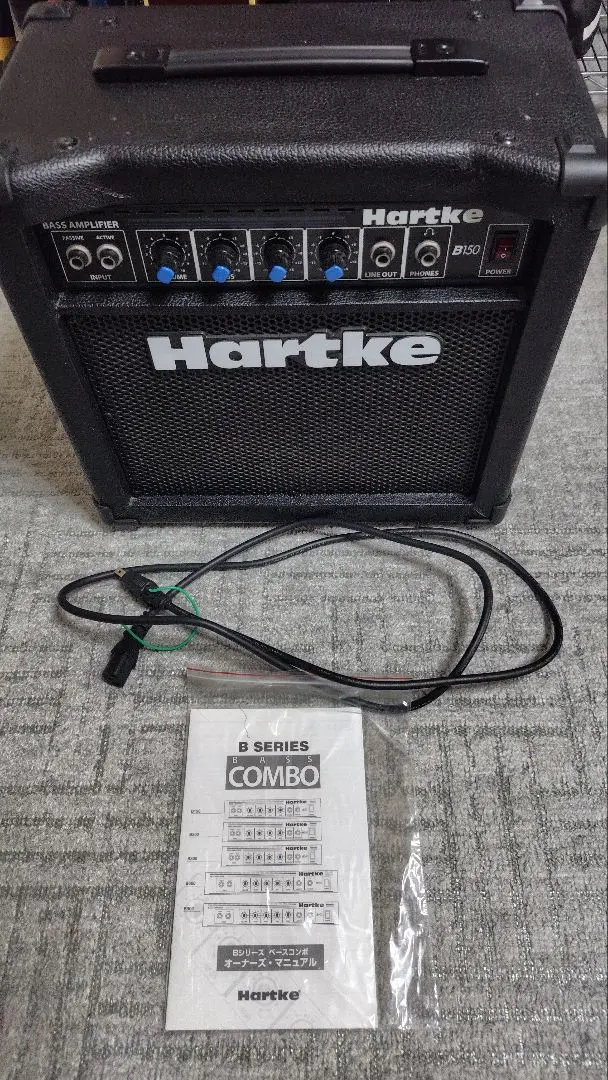 BASS AMPLIFIER
Hartke
PASSIVE
ACTIVE
INPUT
LINE OUT
PHONES
B150
POWER
Hartke
B SERIES
BASS
COMBO
Hartke
Hartke
Hartke
Hartke
Hartke
Bシリーズ ベースコンボ
オーナーズ・マニュアル
Hartke